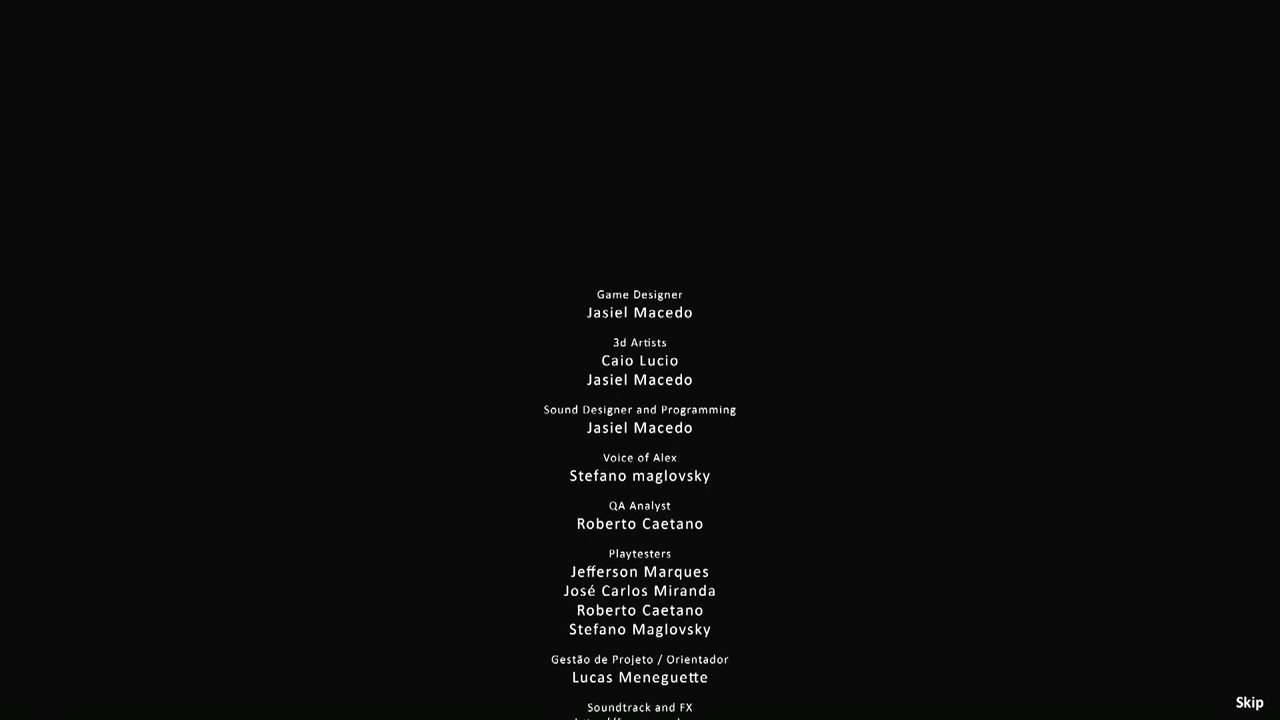 Game Designer
Jasiel Macedo
3d Artists
Caio Lucio
Jasiel Macedo
Sound Designer and Programming
Jasiel Macedo
Voice of Alex
Stefano maglovsky
QA Analyst
Roberto Caetano
Playtesters
Jefferson Marques
José Carlos Miranda
Roberto Caetano
Stefano Maglovsky
Gestão de Projeto / Orientador
Lucas Meneguette
Soundtrack and FX
Skip